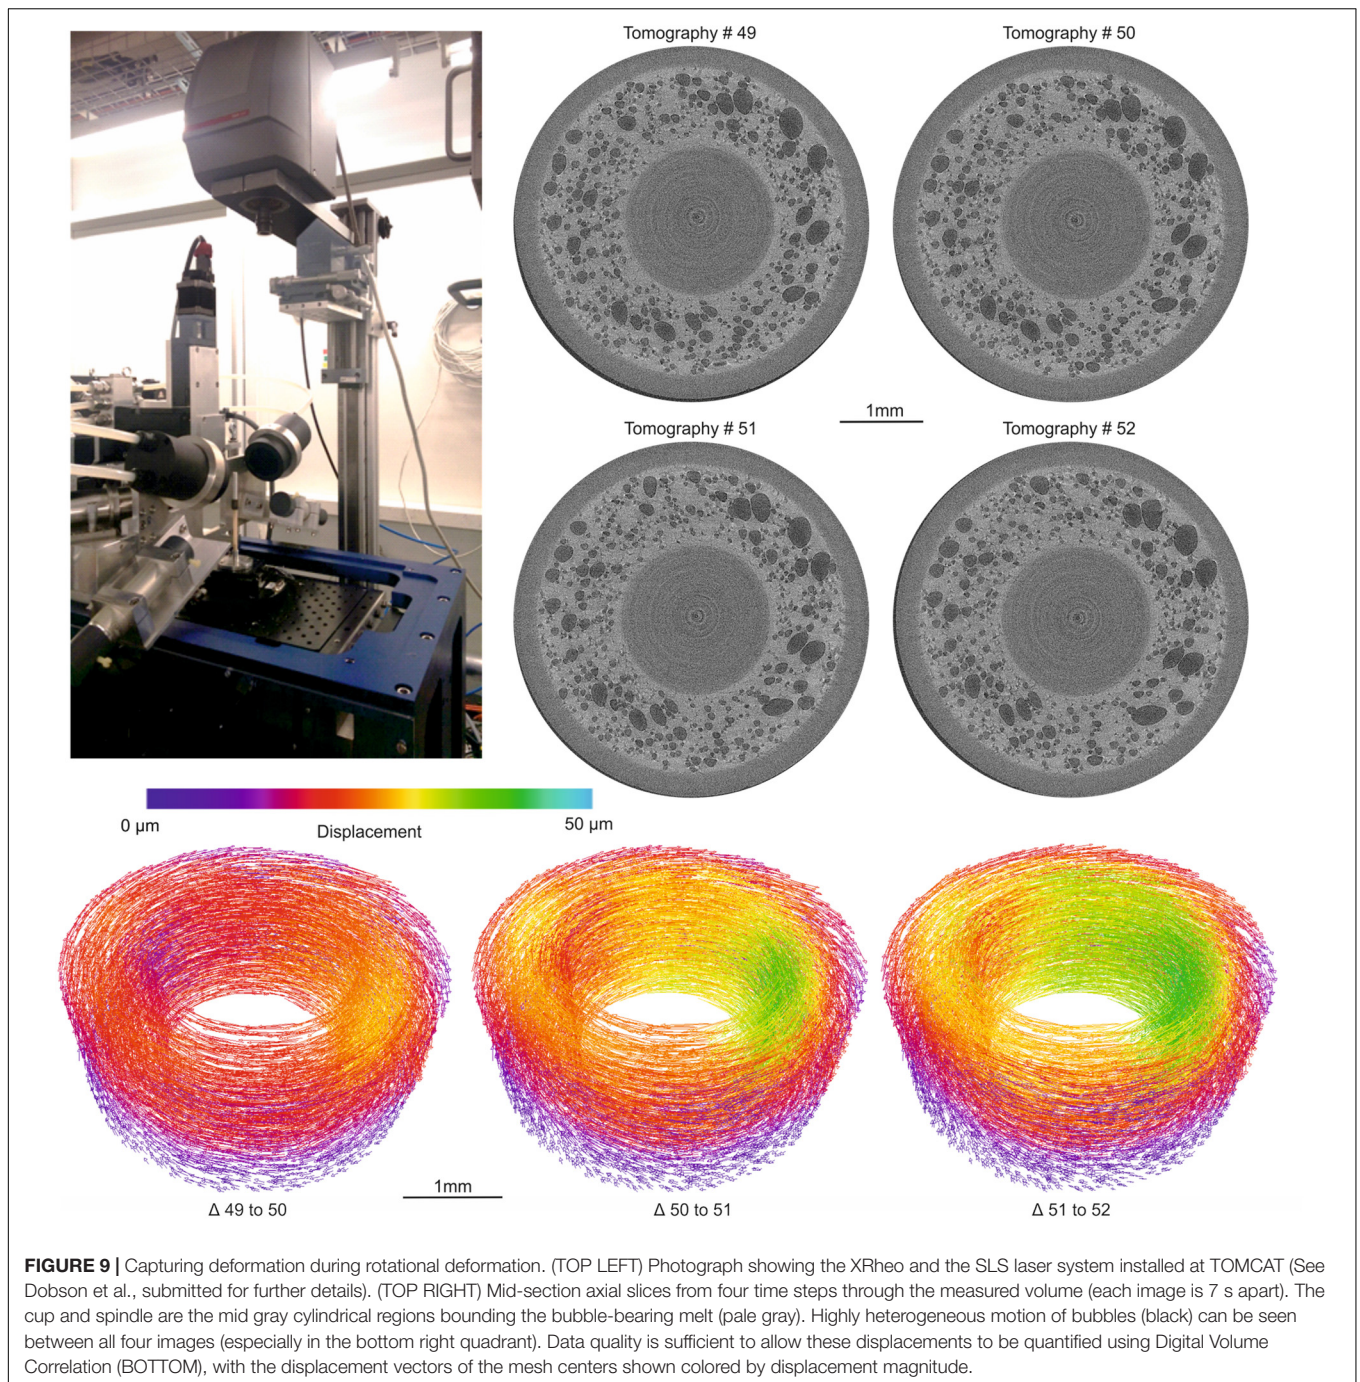 Tomography # 49
Tomography # 50
1mm
Tomography # 51
Tomography # 52
0 µm
Displacement
50 µm
1mm
Δ 49 to 50
Δ 50 to 51
Δ 51 to 52
FIGURE 9 | Capturing deformation during rotational deformation. (TOP LEFT) Photograph showing the XRheo and the SLS laser system installed at TOMCAT (See
Dobson et al., submitted for further details). (TOP RIGHT) Mid-section axial slices from four time steps through the measured volume (each image is 7 s apart). The
cup and spindle are the mid gray cylindrical regions bounding the bubble-bearing melt (pale gray). Highly heterogeneous motion of bubbles (black) can be seen
between all four images (especially in the bottom right quadrant). Data quality is sufficient to allow these displacements to be quantified using Digital Volume
Correlation (BOTTOM), with the displacement vectors of the mesh centers shown colored by displacement magnitude.